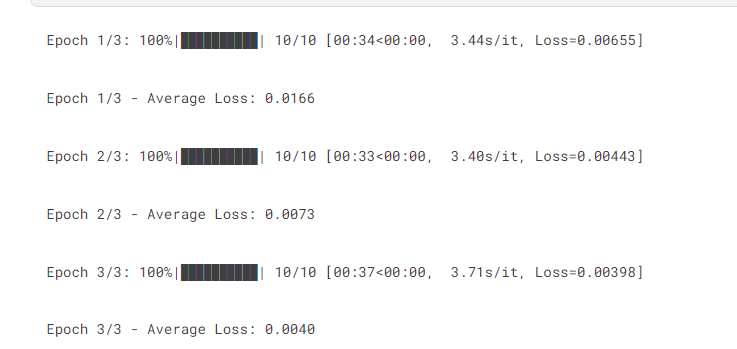 Epoch 1/3: 100%|██████████| 10/10 [00:34<00:00,  3.44s/it, Loss=0.00655]
Epoch 1/3 - Average Loss: 0.0166
Epoch 2/3: 100%|██████████| 10/10 [00:33<00:00,  3.40s/it, Loss=0.00443]
Epoch 2/3 - Average Loss: 0.0073
Epoch 3/3: 100%|██████████| 10/10 [00:37<00:00,  3.71s/it, Loss=0.00398]
Epoch 3/3 - Average Loss: 0.0040